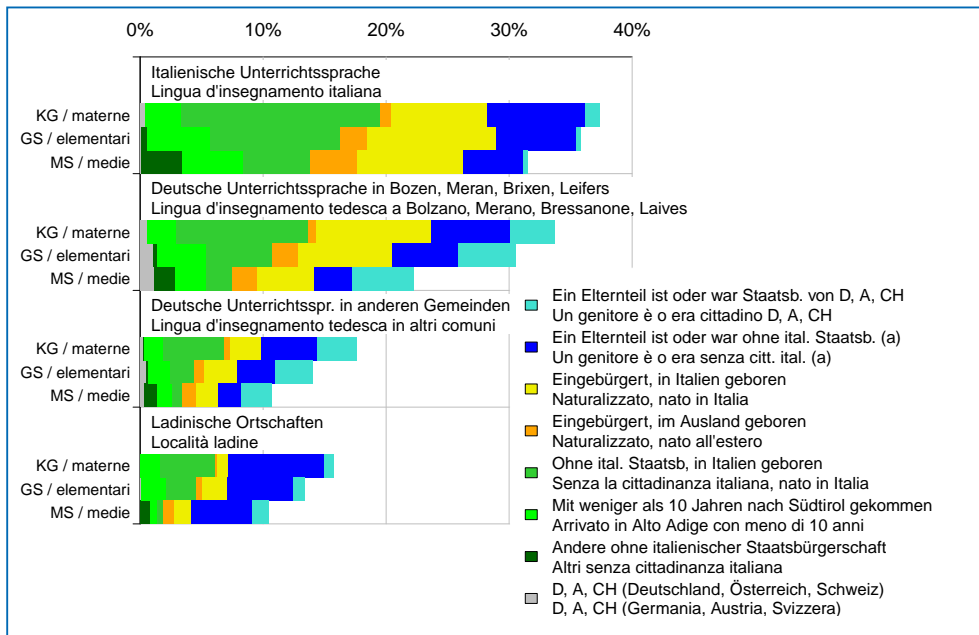 0% 10% 20% 30% 40%
Italienische Unterrichtssprache
Lingua d'insegnamento italiana
KG / materne
GS / elementari
MS / medie
Deutsche Unterrichtssprache in Bozen, Meran, Brixen, Leifers
Lingua d'insegnamento tedesca a Bolzano, Merano, Bressanone, Laives
KG / materne
GS / elementari
MS / medie
Deutsche Unterrichtsspr. in anderen Gemeinden
Lingua d'insegnamento tedesca in altri comuni
KG / materne
GS / elementari
MS / medie
Ladinische Ortschaften
Località ladine
KG / materne
GS / elementari
MS / medie
Ein Elternteil ist oder war Staatsb. von D, A, CH
Un genitore è o era cittadino D, A, CH
Ein Elternteil ist oder war ohne ital. Staatsb. (a)
Un genitore è o era senza citt. ital. (a)
Eingebürgert, in Italien geboren
Naturalizzato, nato in Italia
Eingebürgert, im Ausland geboren
Naturalizzato, nato all'estero
Ohne ital. Staatsb, in Italien geboren
Senza la cittadinanza italiana, nato in Italia
Mit weniger als 10 Jahren nach Südtirol gekommen
Arrivato in Alto Adige con meno di 10 anni
Andere ohne italienischer Staatsbürgerschaft
Altri senza cittadinanza italiana
D, A, CH (Deutschland, Österreich, Schweiz)
D, A, CH (Germania, Austria, Svizzera)